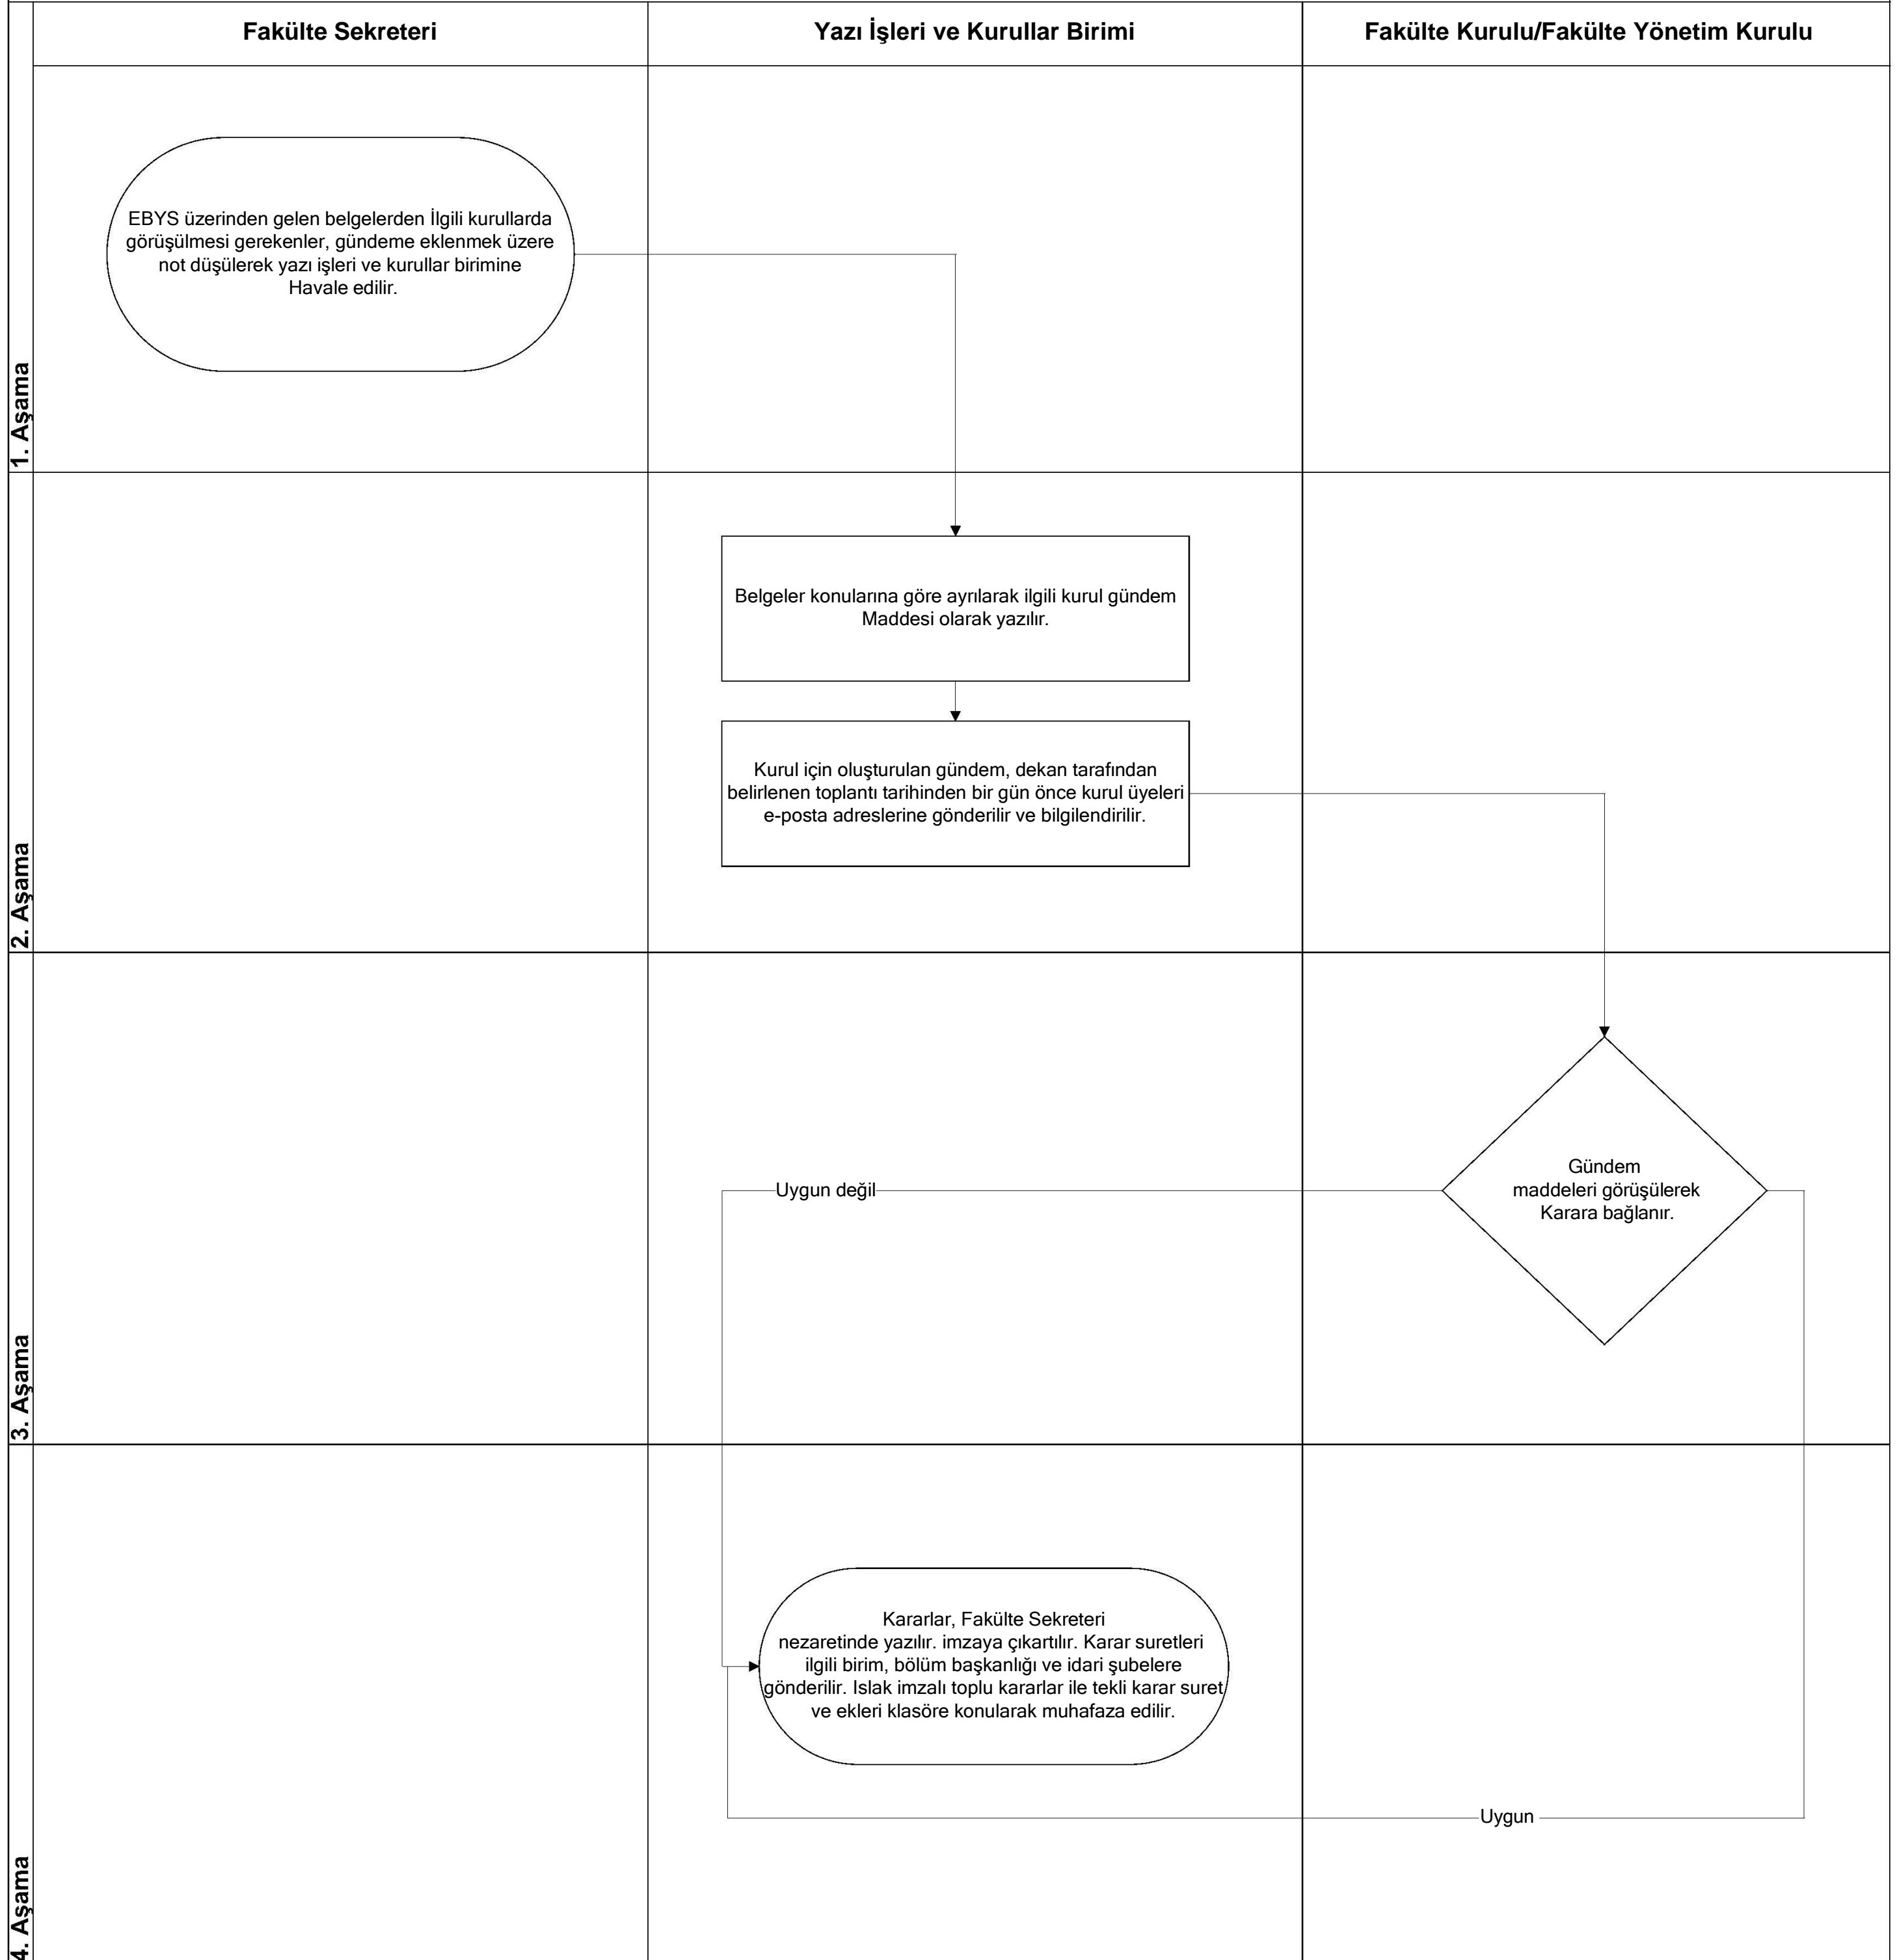 Fakülte Sekreteri
Yazı İşleri ve Kurullar Birimi
Fakülte Kurulu/Fakülte Yönetim Kurulu
1. Aşama
EBYS üzerinden gelen belgelerden İlgili kurullarda
görüşülmesi gerekenler, gündeme eklenmek üzere
not düşülerek yazı işleri ve kurullar birimine
Havale edilir.
2. Aşama
Belgeler konularına göre ayrılarak ilgili kurul gündem
Maddesi olarak yazılır.
Kurul için oluşturulan gündem, dekan tarafından
belirlenen toplantı tarihinden bir gün önce kurul üyeleri
e-posta adreslerine gönderilir ve bilgilendirilir.
3. Aşama
Uygun değil
Gündem
maddeleri görüşülerek
Karara bağlanır.
4. Aşama
Kararlar, Fakülte Sekreteri
nezaretinde yazılır. imzaya çıkartılır. Karar suretleri
ilgili birim, bölüm başkanlığı ve idari şubelere
gönderilir. Islak imzalı toplu kararlar ile tekli karar suret
ve ekleri klasöre konularak muhafaza edilir.
Uygun